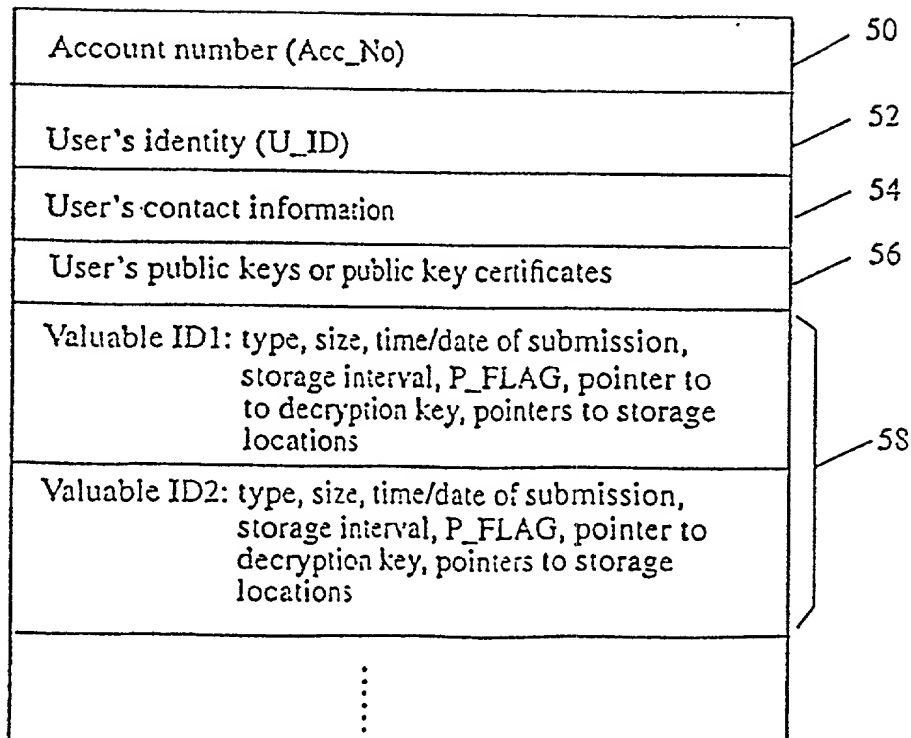 Account number (Acc_No)
50
User's identity (U_ID)
52
User's contact information
54
User's public keys or public key certificates
56
Valuable ID1: type, size, time/date of submission,
storage interval, P_FLAG, pointer to
to decryption key, pointers to storage
locations
58
Valuable ID2: type, size, time/date of submission,
storage interval, P_FLAG, pointer to
decryption key, pointers to storage
locations